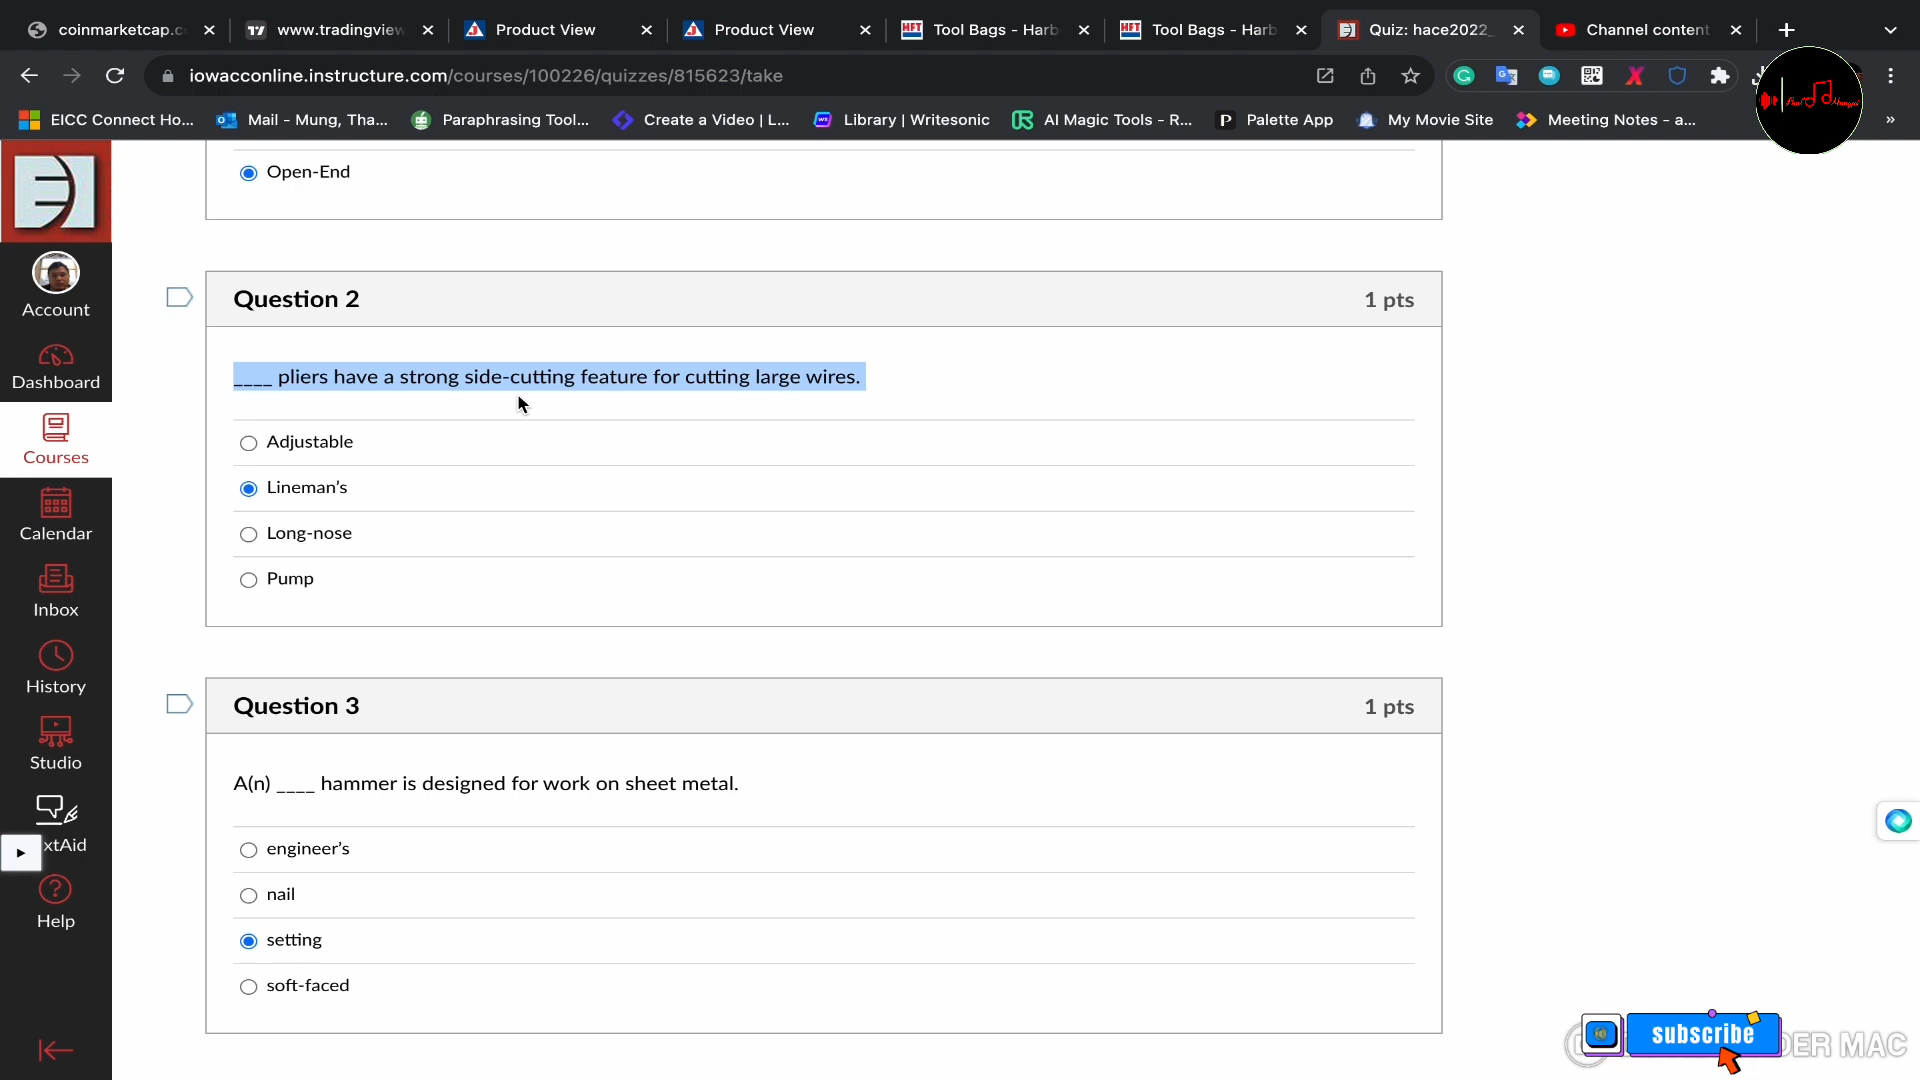 coinmarketcap.c
www.tradingview
Product View
Product View
Tool Bags - Harb
Tool Bags - Harb
Quiz: hace2022_
Channel content
iowacconline.instructure.com/courses/100226/quizzes/815623/take
EICC Connect Ho...
Mail - Mung, Tha...
Paraphrasing Tool...
Create a Video | L...
Library | Writesonic
AI Magic Tools - R...
Palette App
My Movie Site
Meeting Notes - a...
»
Open-End
Account
Dashboard
Courses
Calendar
Inbox
History
Studio
xtAid
Help
Question 2
1 pts
____ pliers have a strong side-cutting feature for cutting large wires.
Adjustable
Lineman's
Long-nose
Pump
Question 3
1 pts
A(n) ____ hammer is designed for work on sheet metal.
engineer's
nail
setting
soft-faced
subscribe
DER MAC